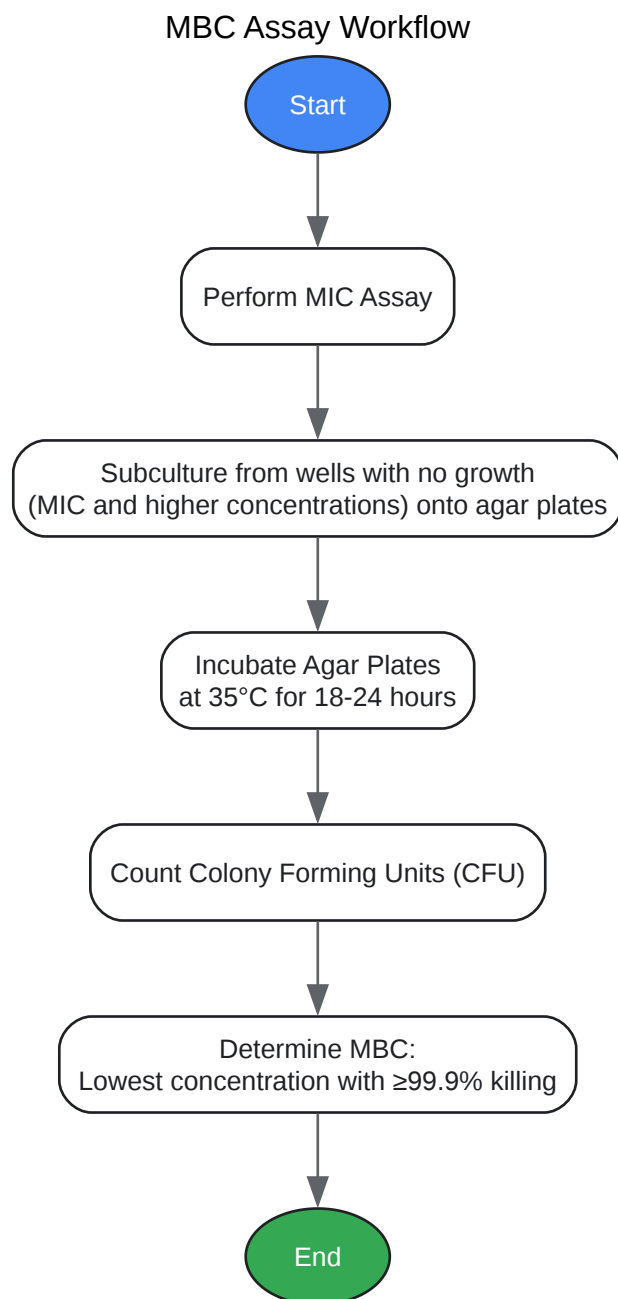 MBC Assay Workflow
Start
Perform MIC Assay
Subculture from wells with no growth
(MIC and higher concentrations) onto agar plates
Incubate Agar Plates
at 35°C for 18-24 hours
Count Colony Forming Units (CFU)
Determine MBC:
Lowest concentration with ≥99.9% killing
End